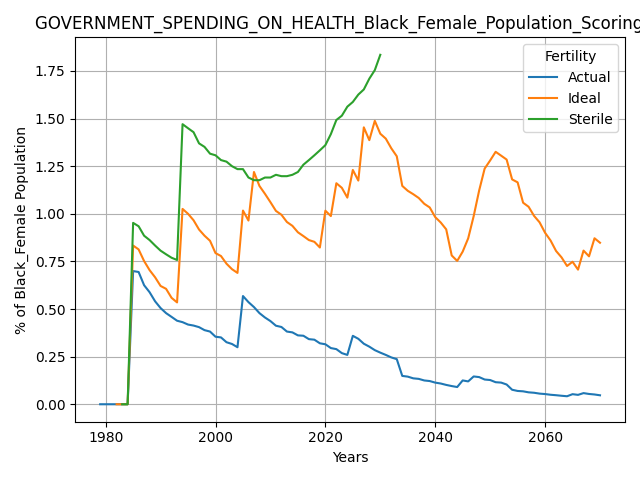 GOVERNMENT_SPENDING_ON_HEALTH_Black_Female_Population_Scoring
Fertility
Actual
Ideal
Sterile
% of Black_Female Population
1.75
1.50
1.25
1.00
0.75
0.50
0.25
0.00
1980 2000 2020 2040 2060
Years